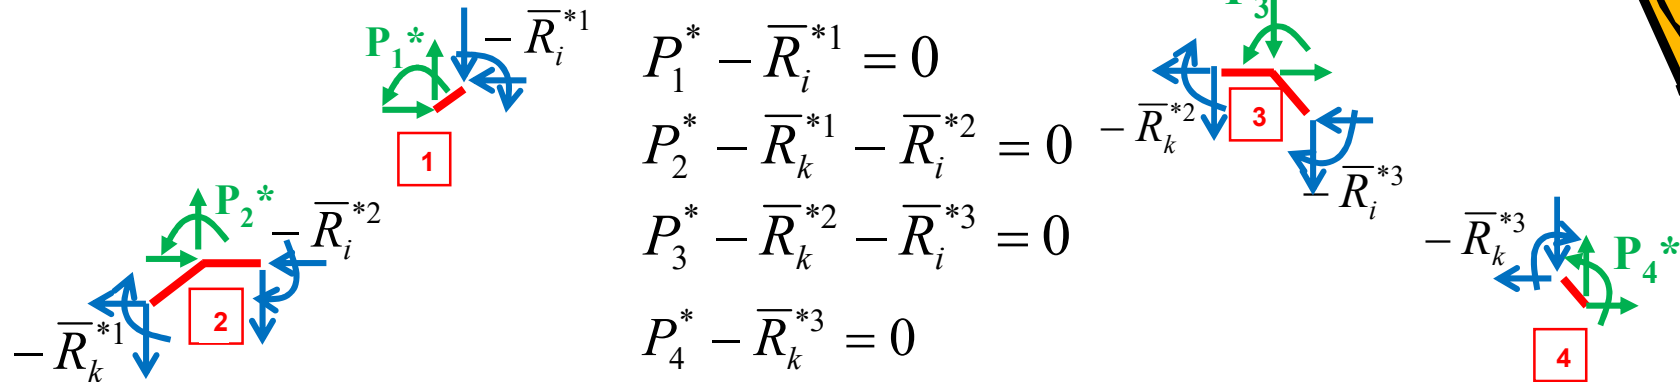 P₁*
− R̅ᵢ*¹
1
P₂*
− R̅ᵢ*²
− R̅ₖ*¹
2
P₁* − R̅ᵢ*¹ = 0
P₂* − R̅ₖ*¹ − R̅ᵢ*² = 0
P₃* − R̅ₖ*² − R̅ᵢ*³ = 0
P₄* − R̅ₖ*³ = 0
3
− R̅ₖ*²
− R̅ᵢ*³
− R̅ₖ*³
P₄*
4